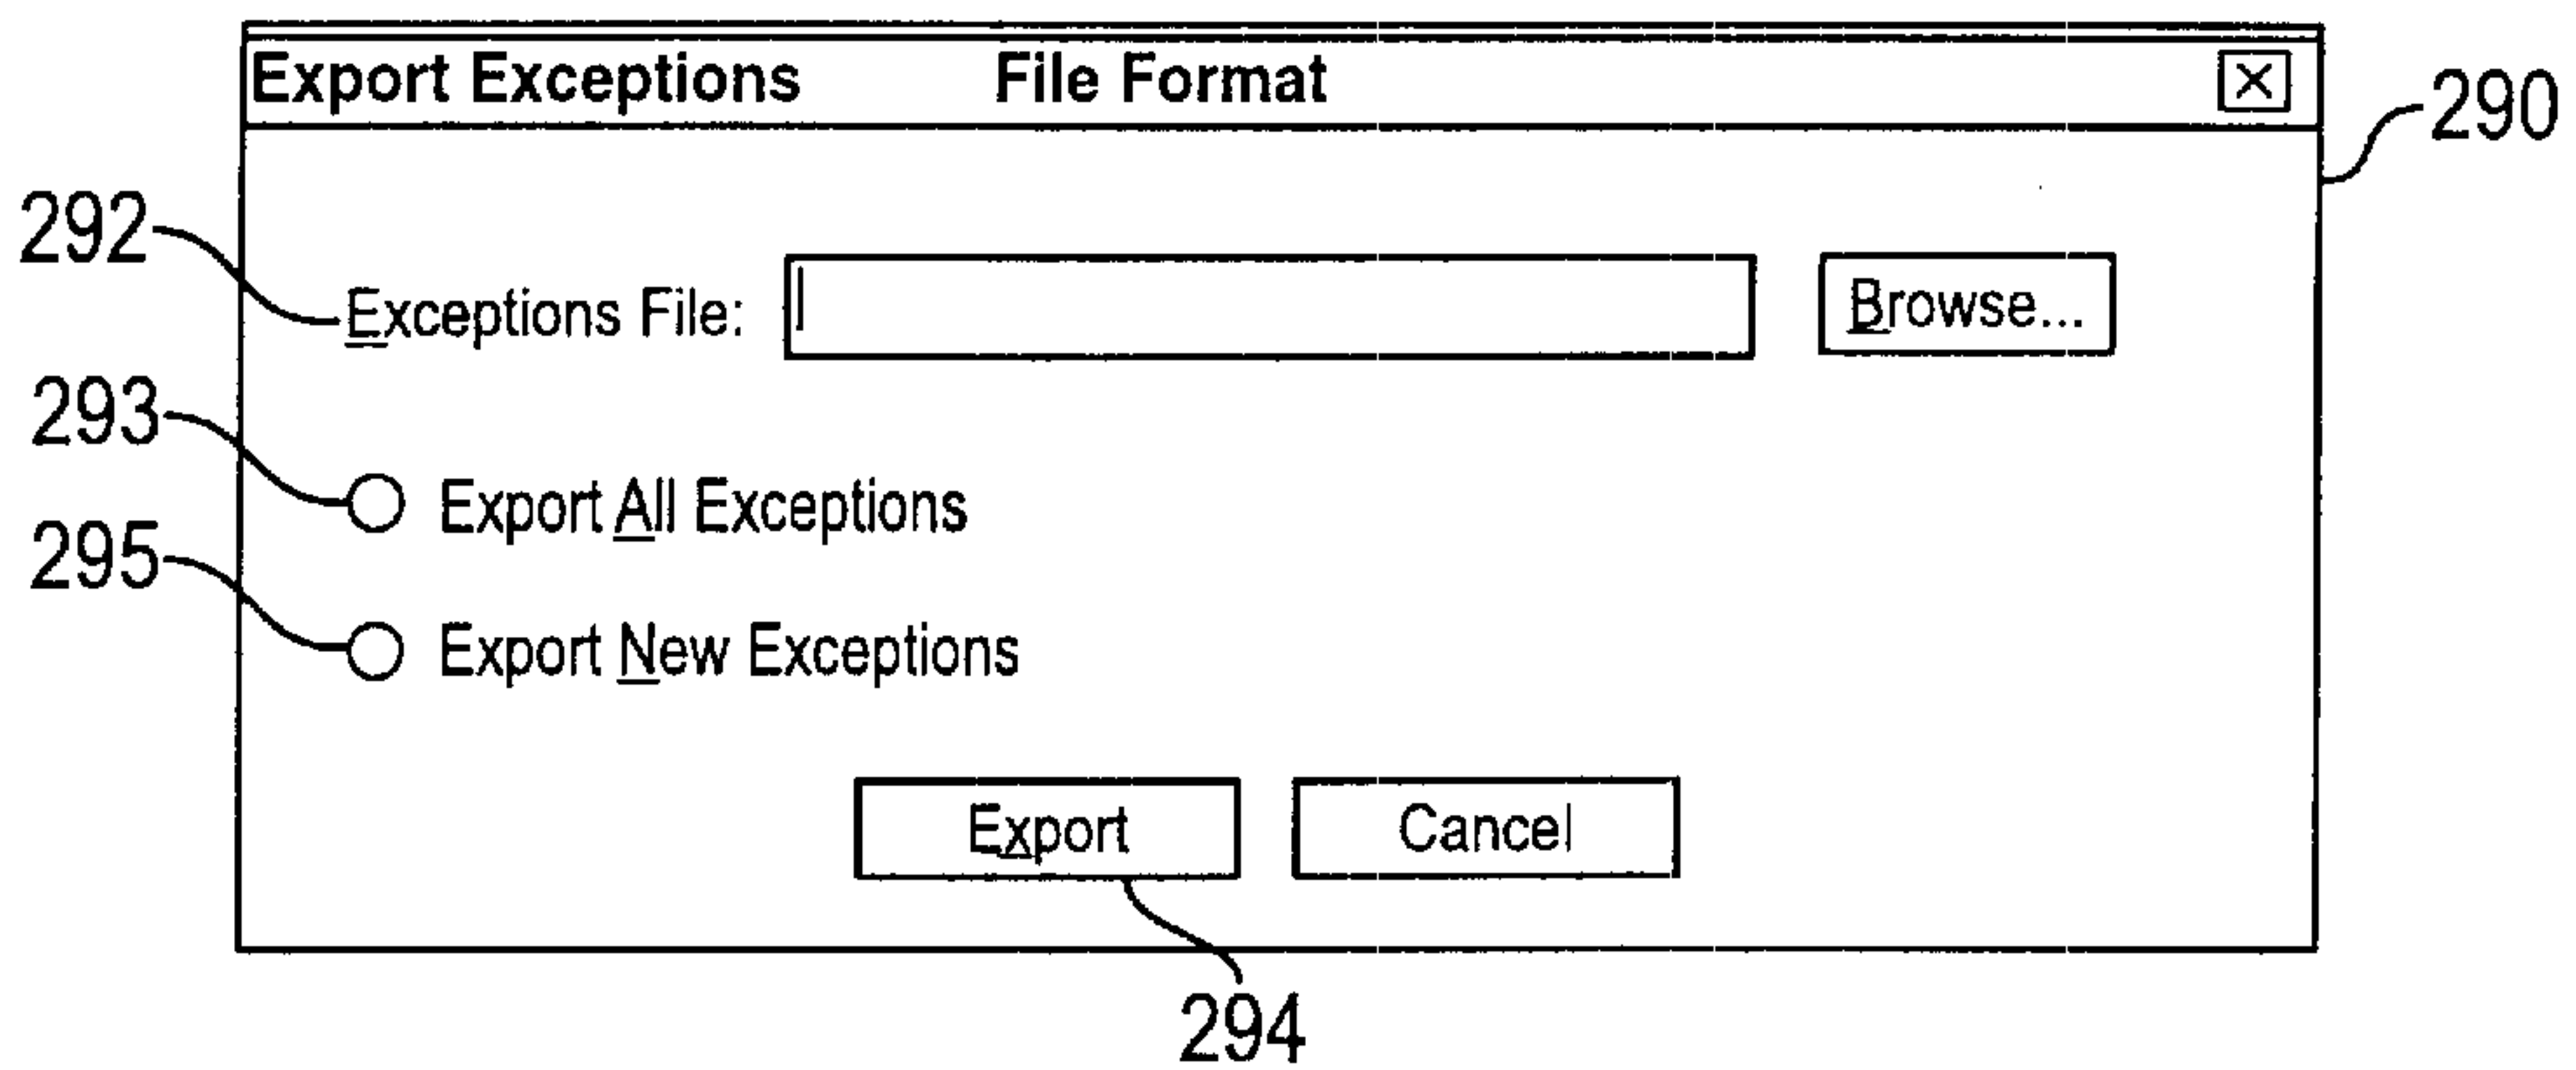 Export Exceptions File Format
290
292
Exceptions File: Browse...
293
Export All Exceptions
295
Export New Exceptions
Export Cancel
294